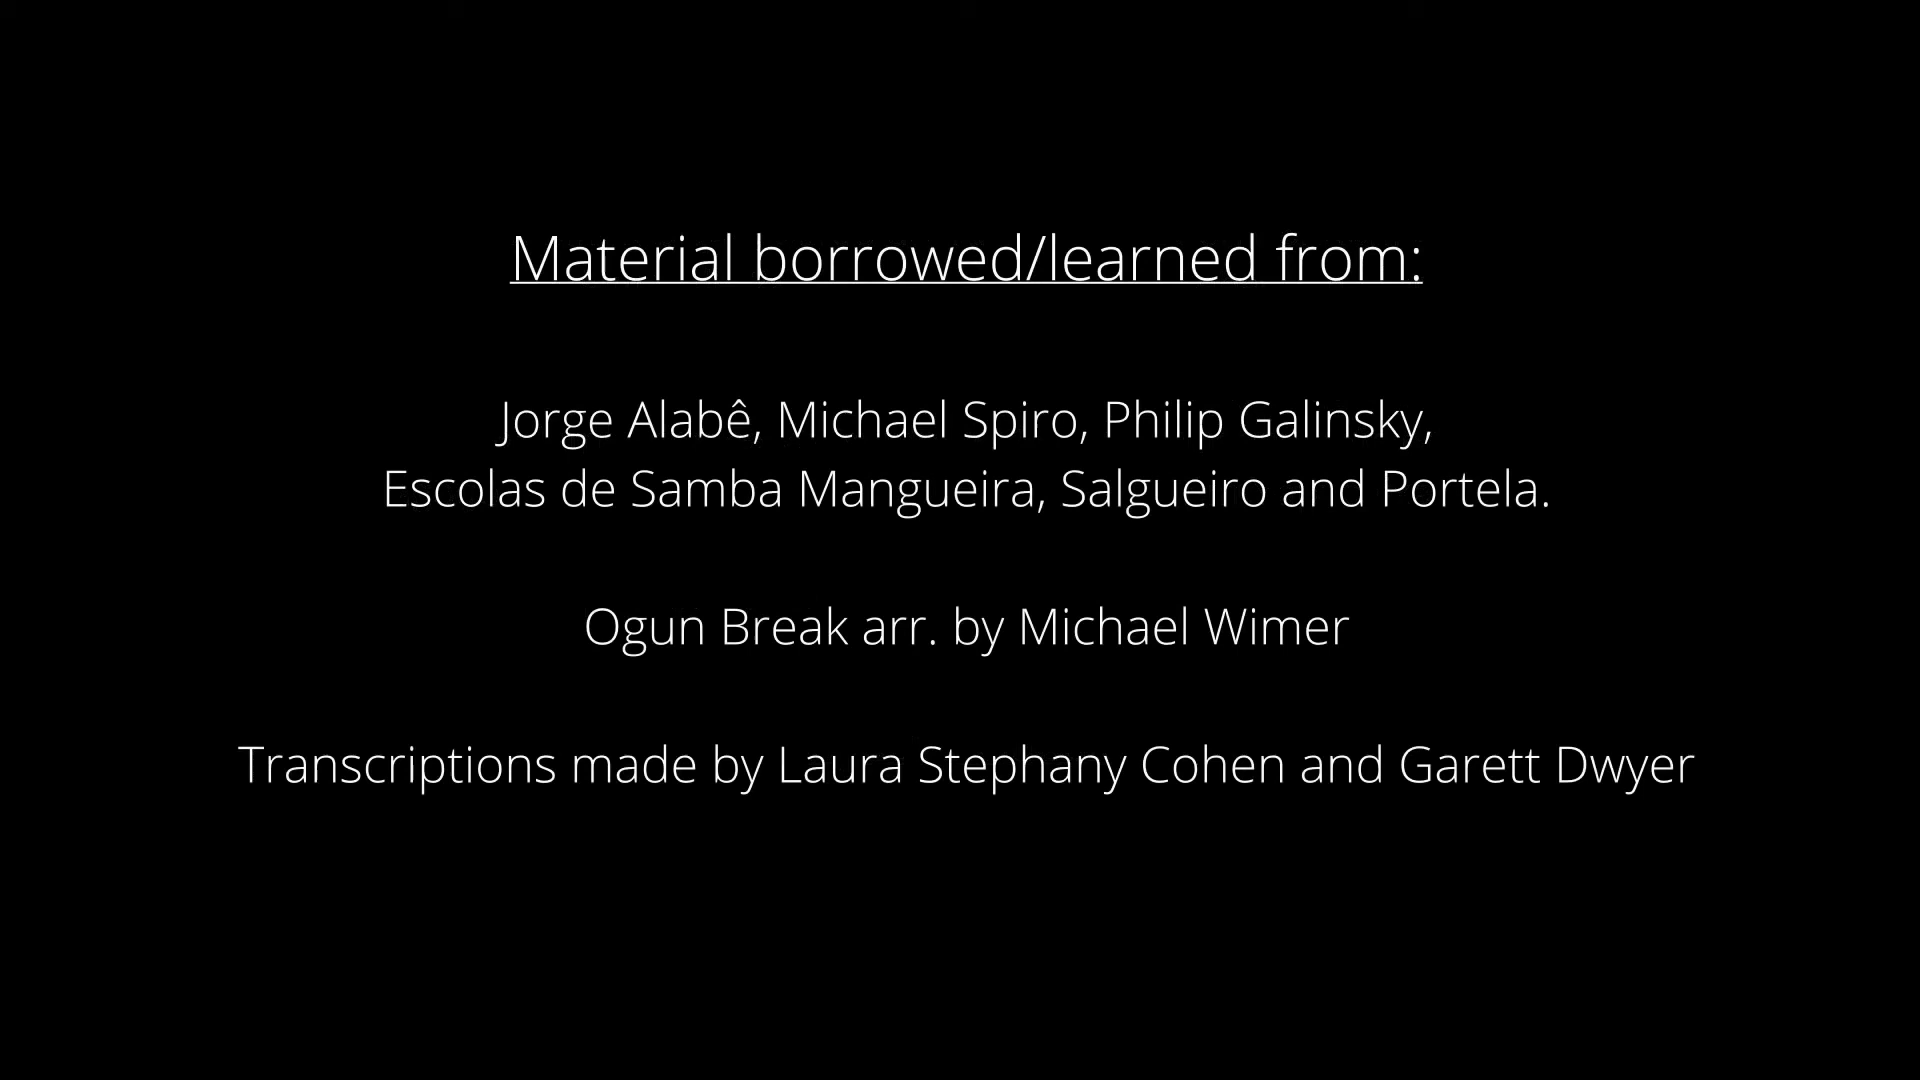 Material borrowed/learned from:
Jorge Alabê, Michael Spiro, Philip Galinsky,
Escolas de Samba Mangueira, Salgueiro and Portela.
Ogun Break arr. by Michael Wimer
Transcriptions made by Laura Stephany Cohen and Garett Dwyer